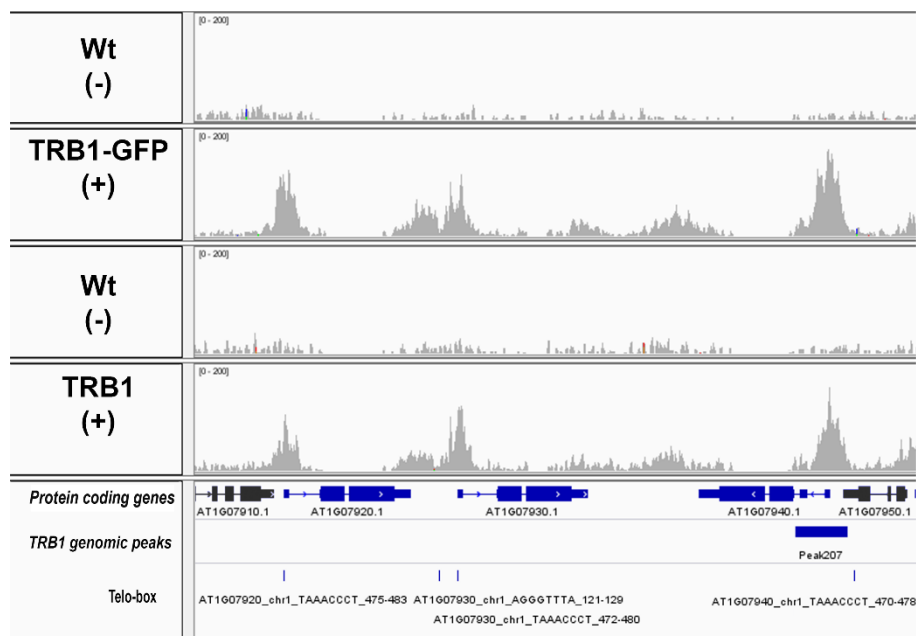 [0 - 200]
Wt
(-)
[0 - 200]
TRB1-GFP
(+)
[0 - 200]
Wt
(-)
[0 - 200]
TRB1
(+)
Protein coding genes
AT1G07910.1 AT1G07920.1 AT1G07930.1 AT1G07940.1 AT1G07950.1
TRB1 genomic peaks
Peak207
Telo-box
AT1G07920_chr1_TAAACCCT_475-483 AT1G07930_chr1_AGGGTTTA_121-129 AT1G07940_chr1_TAAACCCT_470-478
AT1G07930_chr1_TAAACCCT_472-480